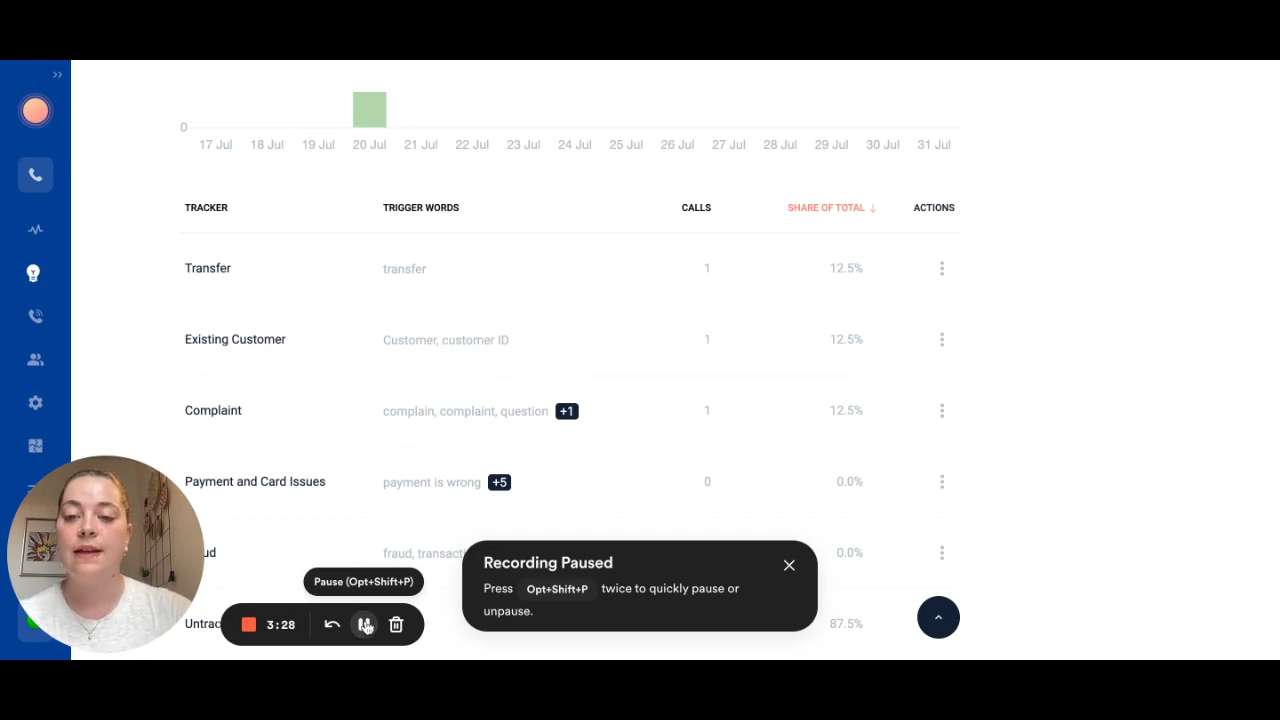 0
17 Jul 18 Jul 19 Jul 20 Jul 21 Jul 22 Jul 23 Jul 24 Jul 25 Jul 26 Jul 27 Jul 28 Jul 29 Jul 30 Jul 31 Jul
TRACKER TRIGGER WORDS CALLS SHARE OF TOTAL ↓ ACTIONS
Transfer transfer 1 12.5%
Existing Customer Customer, customer ID 1 12.5%
Complaint complain, complaint, question +1 1 12.5%
Payment and Card Issues payment is wrong +5 0 0.0%
fraud, 0.0%
87.5%
Pause (Opt+Shift+P)
3:28
Recording Paused
Press Opt+Shift+P twice to quickly pause or
unpause.